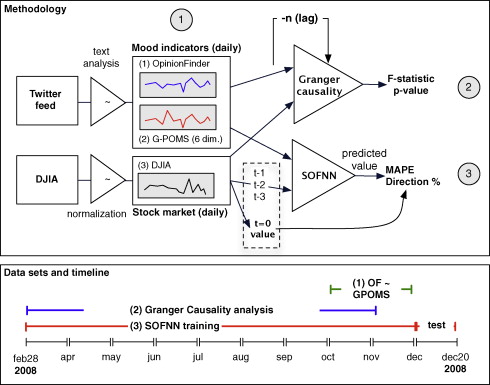 Methodology
1
-n (lag)
text
analysis
Mood indicators (daily)
(1) OpinionFinder
Twitter
feed
~
Granger
causality
F-statistic
p-value
2
(2) G-POMS (6 dim.)
DJIA
~
normalization
(3) DJIA
Stock market (daily)
t-1
t-2
t-3
t=0
value
SOFNN
predicted
value
MAPE
Direction %
3
Data sets and timeline
(1) OF ~
GPOMS
(2) Granger Causality analysis
(3) SOFNN training
test
feb28
apr
may
jun
jul
aug
sep
oct
nov
dec
dec20
2008
2008